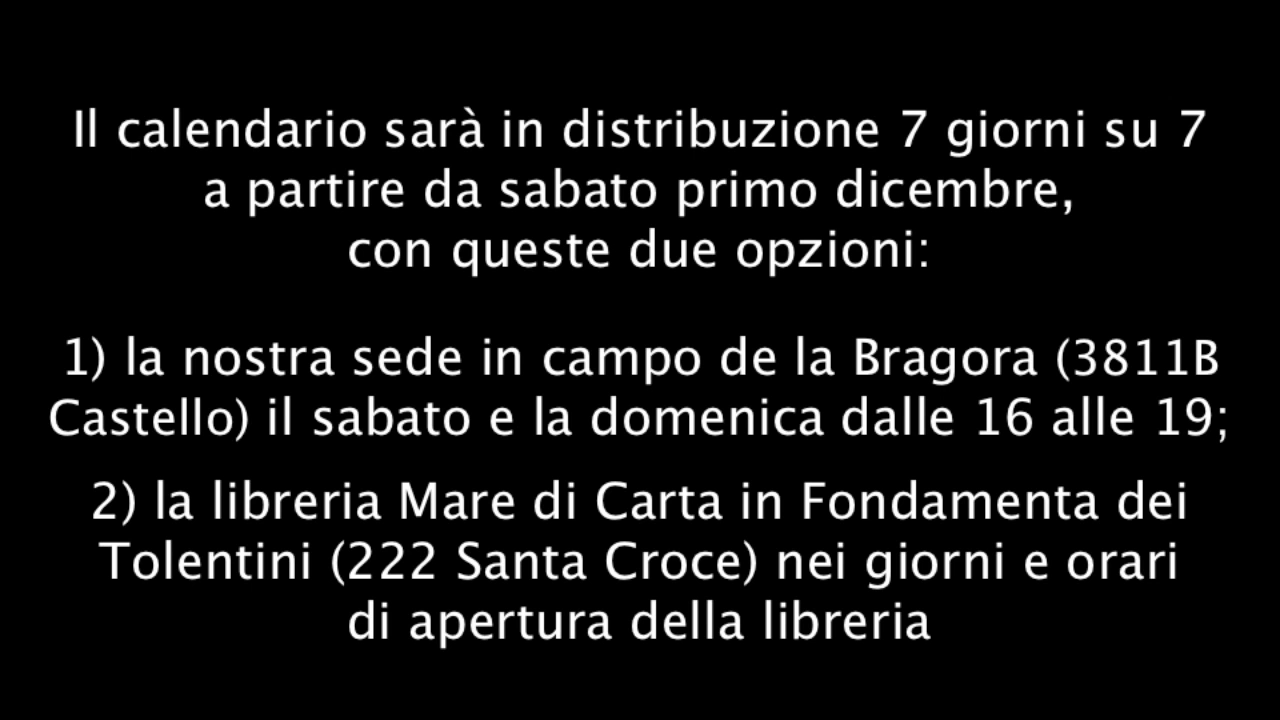 Il calendario sarà in distribuzione 7 giorni su 7
a partire da sabato primo dicembre,
con queste due opzioni:
1) la nostra sede in campo de la Bragora (3811B
Castello) il sabato e la domenica dalle 16 alle 19;
2) la libreria Mare di Carta in Fondamenta dei
Tolentini (222 Santa Croce) nei giorni e orari
di apertura della libreria